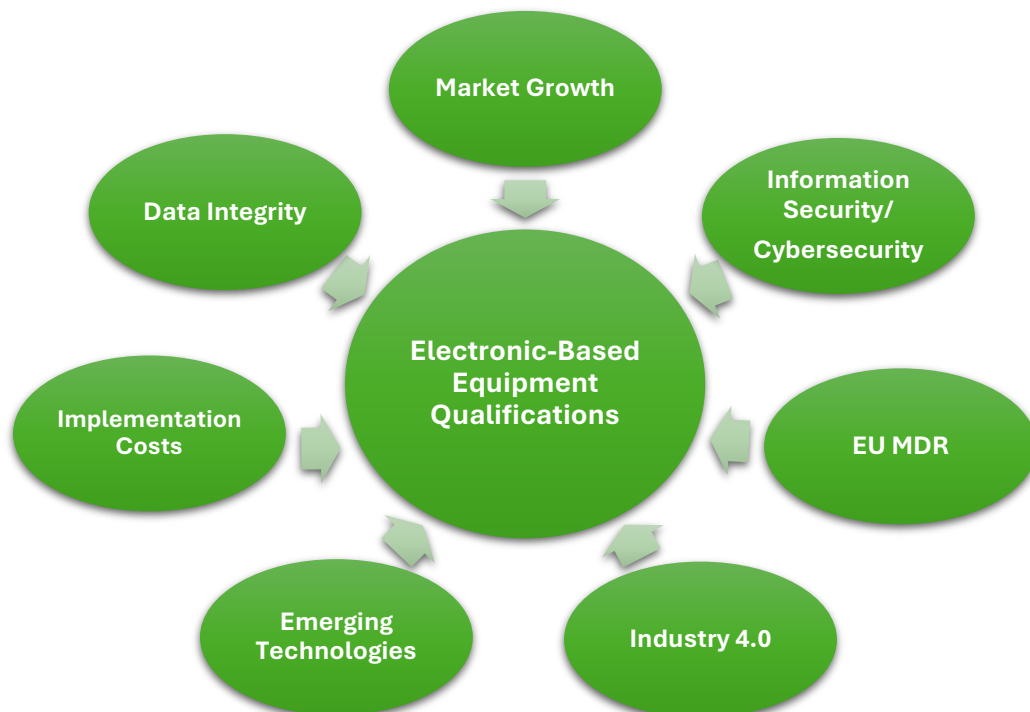 Market Growth
Information
Security/
Cybersecurity
Data Integrity
Electronic-Based
Equipment
Qualifications
Implementation
Costs
EU MDR
Emerging
Technologies
Industry 4.0